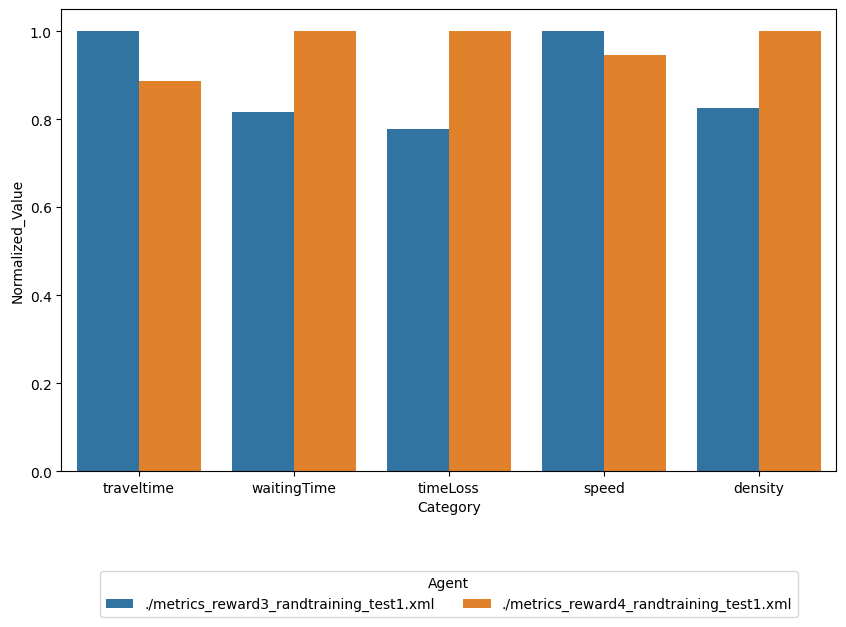 Normalized_Value
1.0
0.8
0.6
0.4
0.2
0.0
traveltime waitingTime timeLoss speed density
Category
Agent
./metrics_reward3_randtraining_test1.xml ./metrics_reward4_randtraining_test1.xml